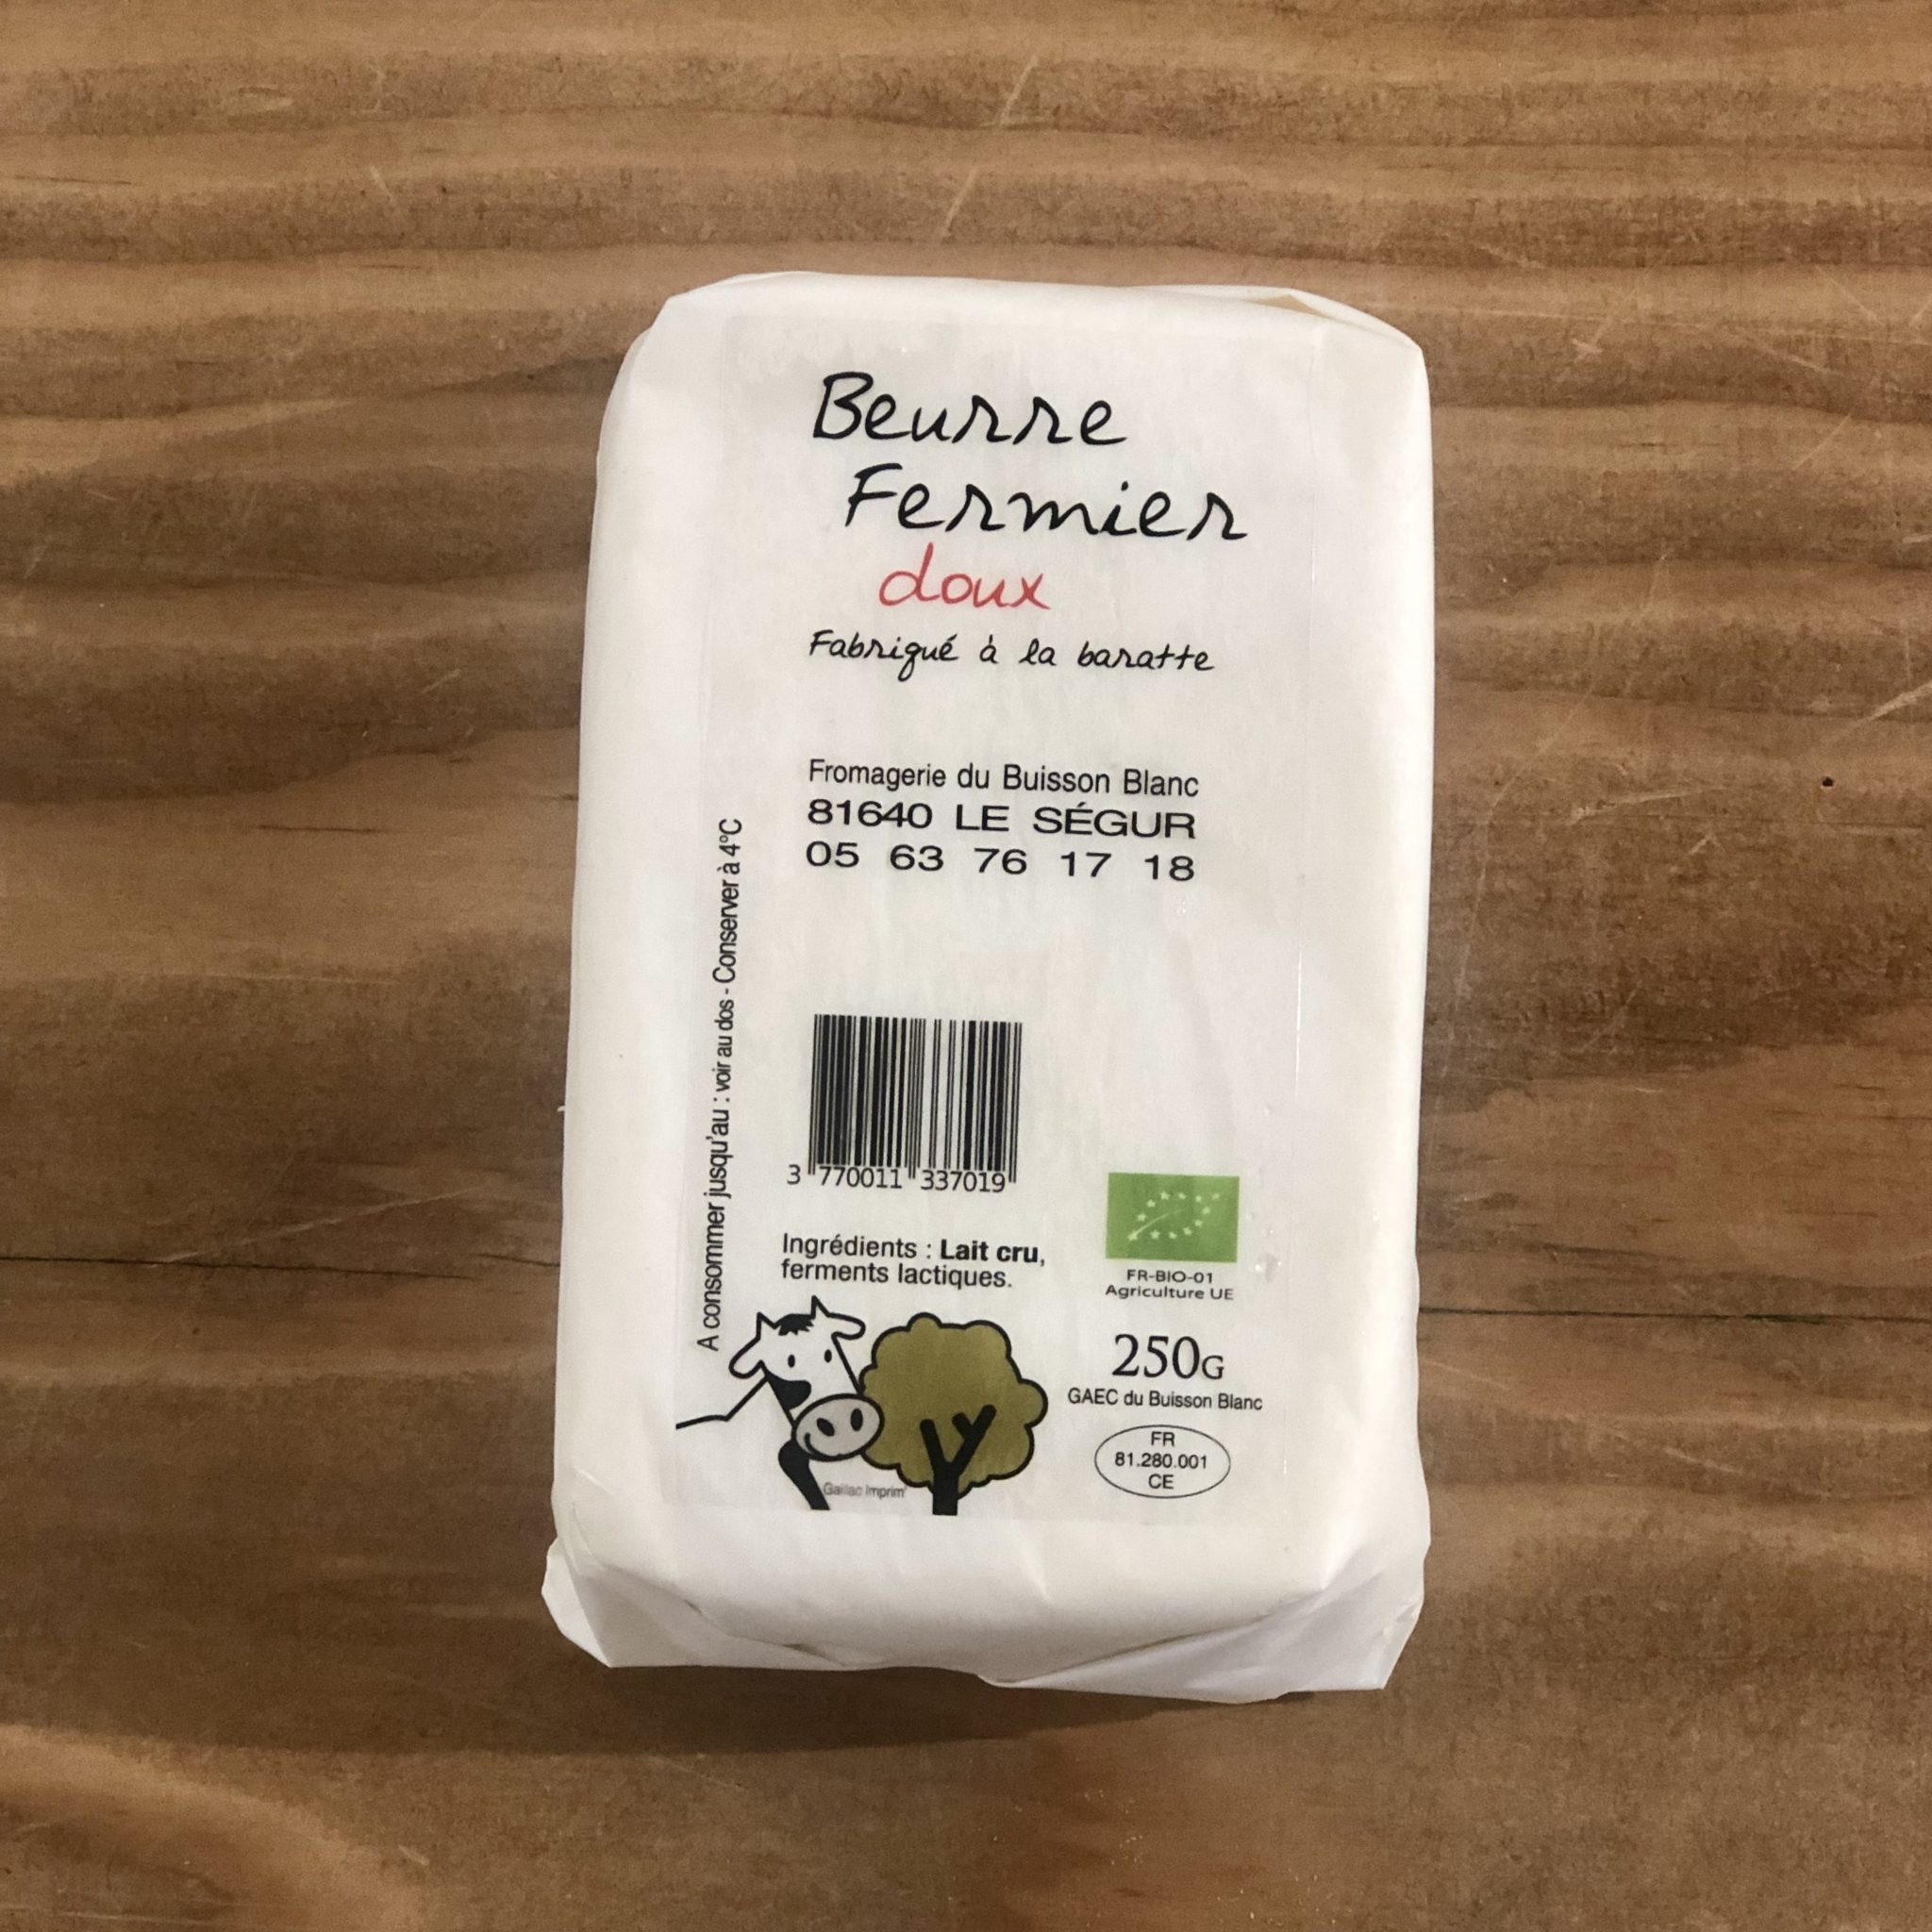 Beurre
Fermier
doux
Fabriqué à la baratte
Fromagerie du Buisson Blanc
81640 LE SÉGUR
05 63 76 17 18
A consommer jusqu'au : voir au dos - Conserver à 4°C
3 770011 337019
Ingrédients : Lait cru,
ferments lactiques.
FR-BIO-01
Agriculture UE
250G
GAEC du Buisson Blanc
FR
81.280.001
CE
Gaillac Imprim'